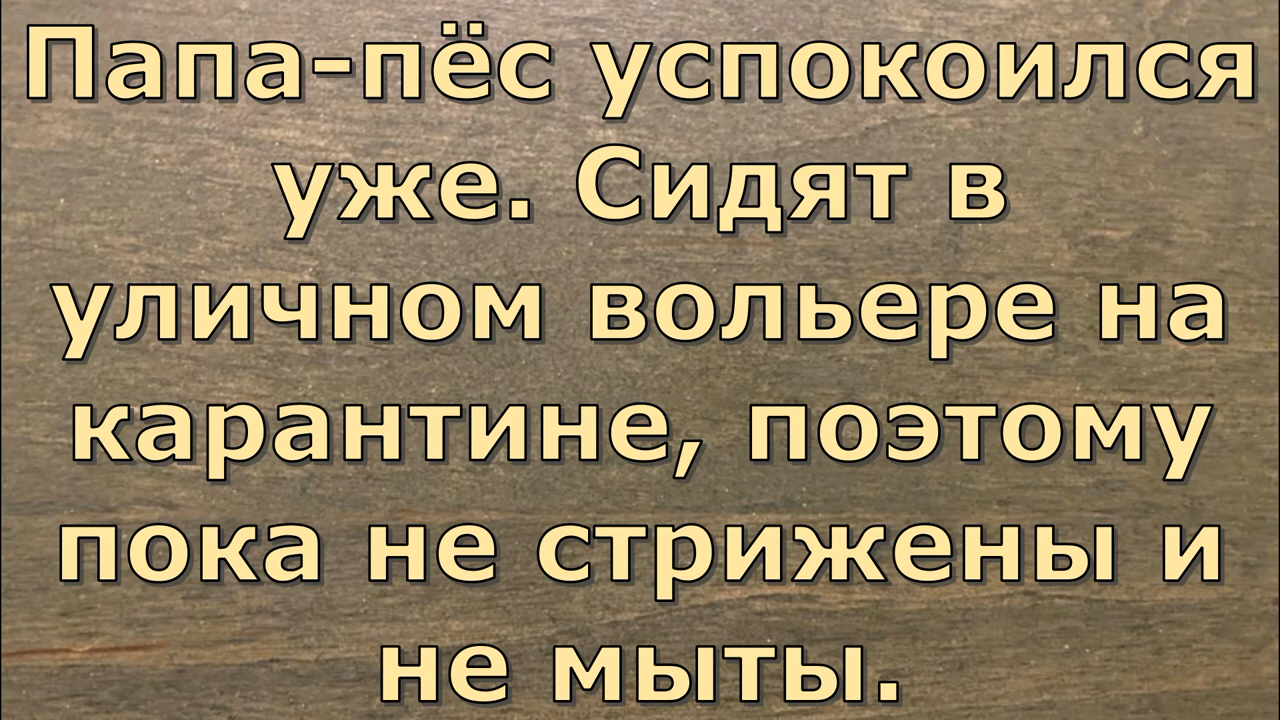 Папа-пёс успокоился
уже. Сидят в
уличном вольере на
карантине, поэтому
пока не стрижены и
не мыты.